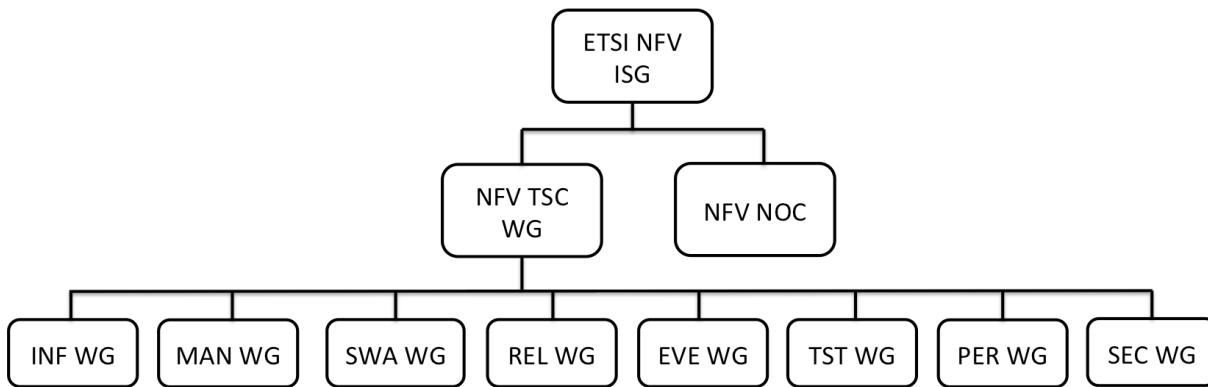 ETSI NFV
ISG
NFV TSC
WG
NFV NOC
INF WG
MAN WG
SWA WG
REL WG
EVE WG
TST WG
PER WG
SEC WG